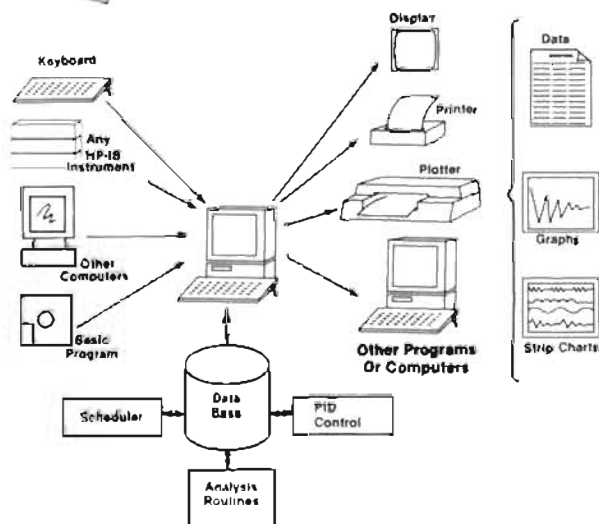 Display
Data
Keyboard
Printer
Any
HP-IB
Instrument
Plotter
Graphs
Other
Computers
Basic
Program
Other Programs
Or Computers
Strip Charts
Data
Base
Scheduler
PID
Control
Analysis
Routines